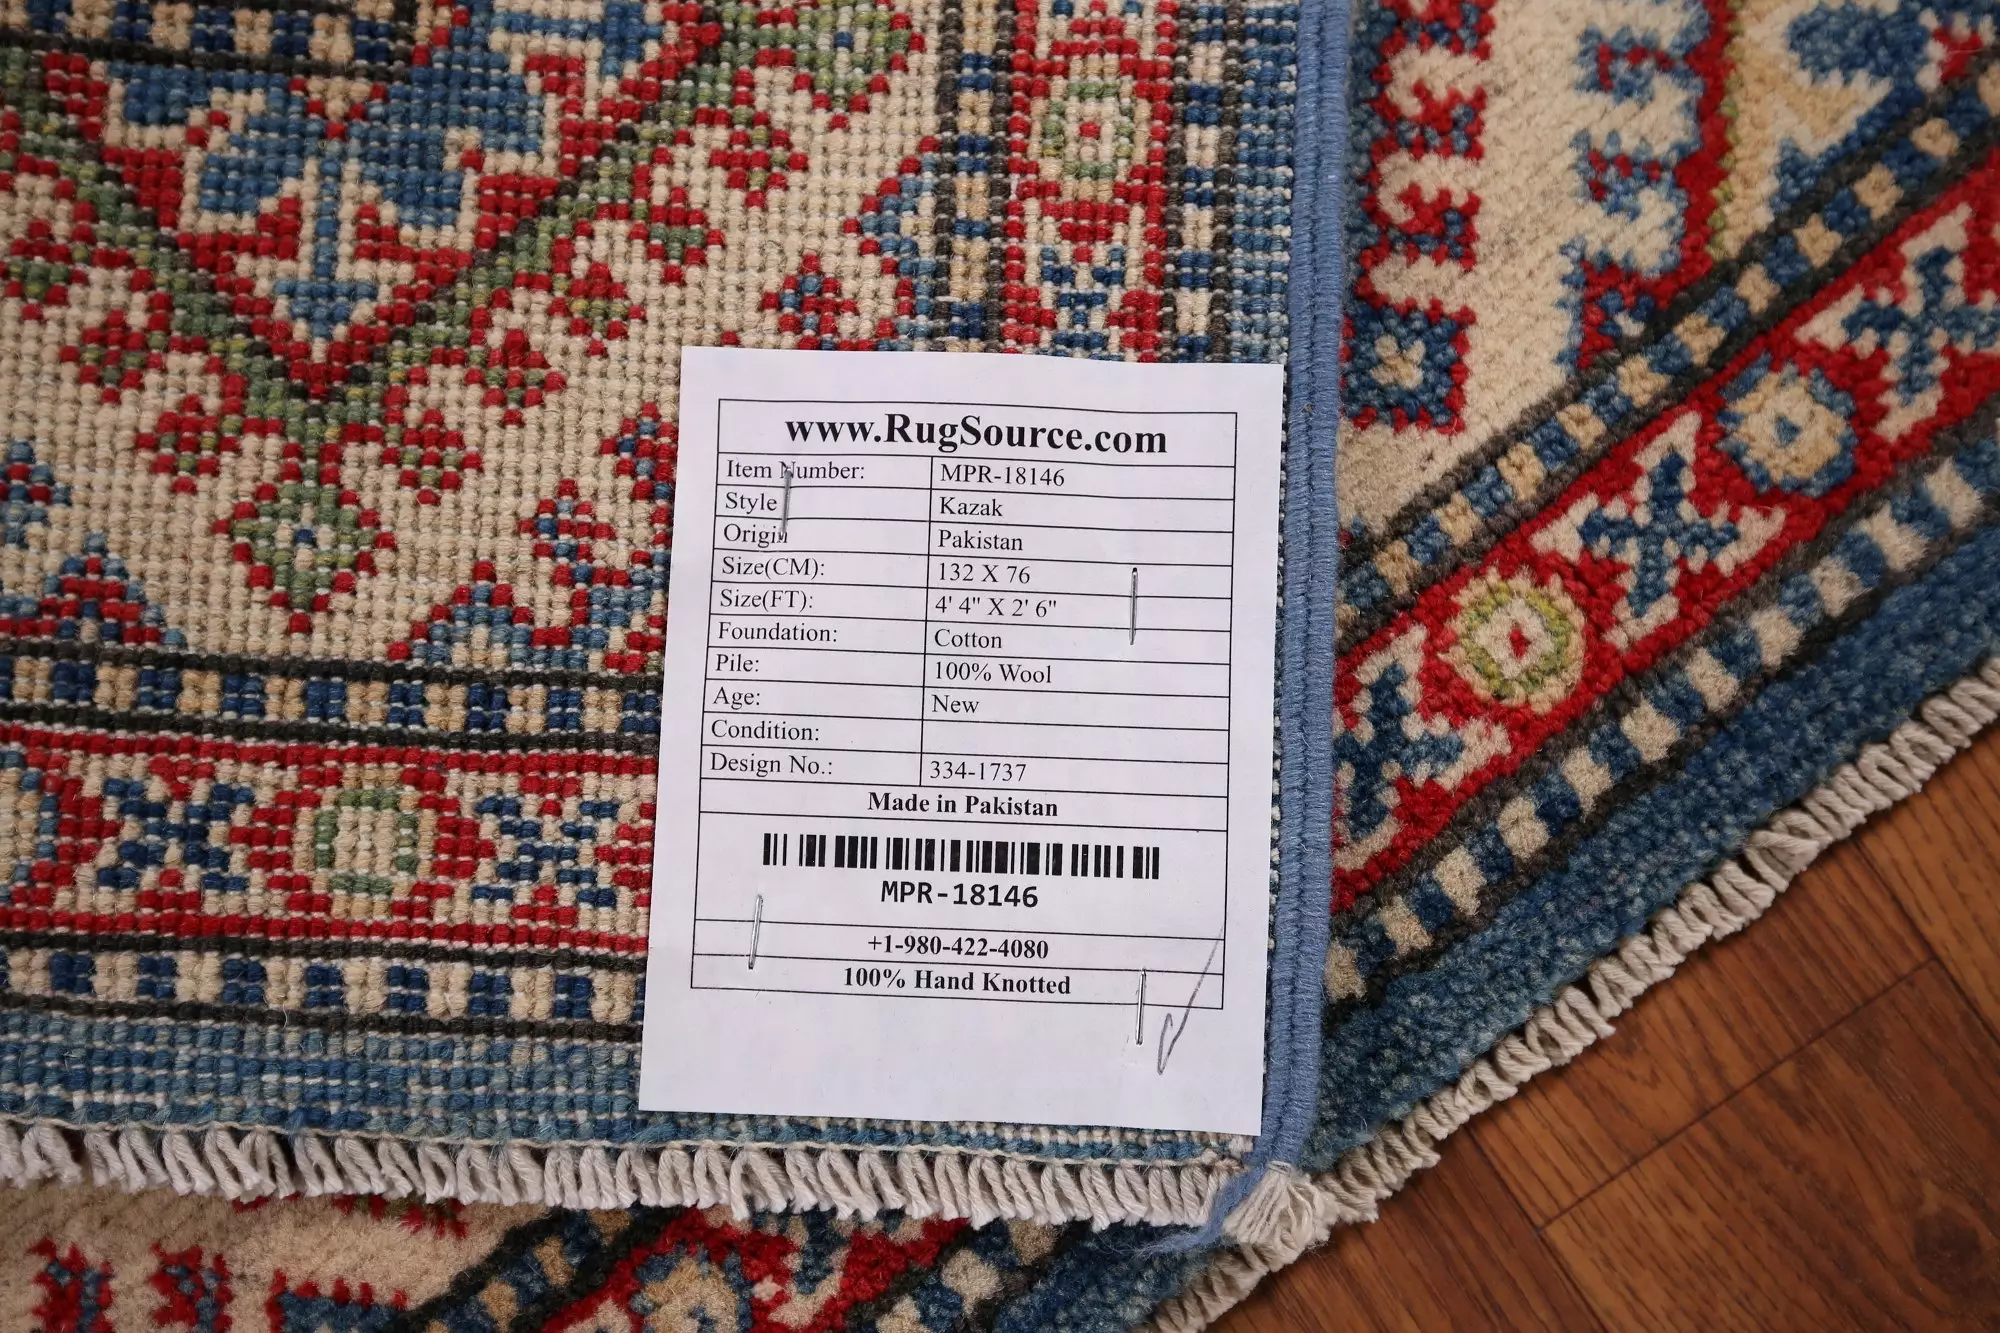 www.RugSource.com
Item Number: MPR-18146
Style Kazak
Origin Pakistan
Size(CM): 132 X 76
Size(FT): 4' 4" X 2' 6"
Foundation: Cotton
Pile: 100% Wool
Age: New
Condition:
Design No.: 334-1737
Made in Pakistan
MPR-18146
+1-980-422-4080
100% Hand Knotted